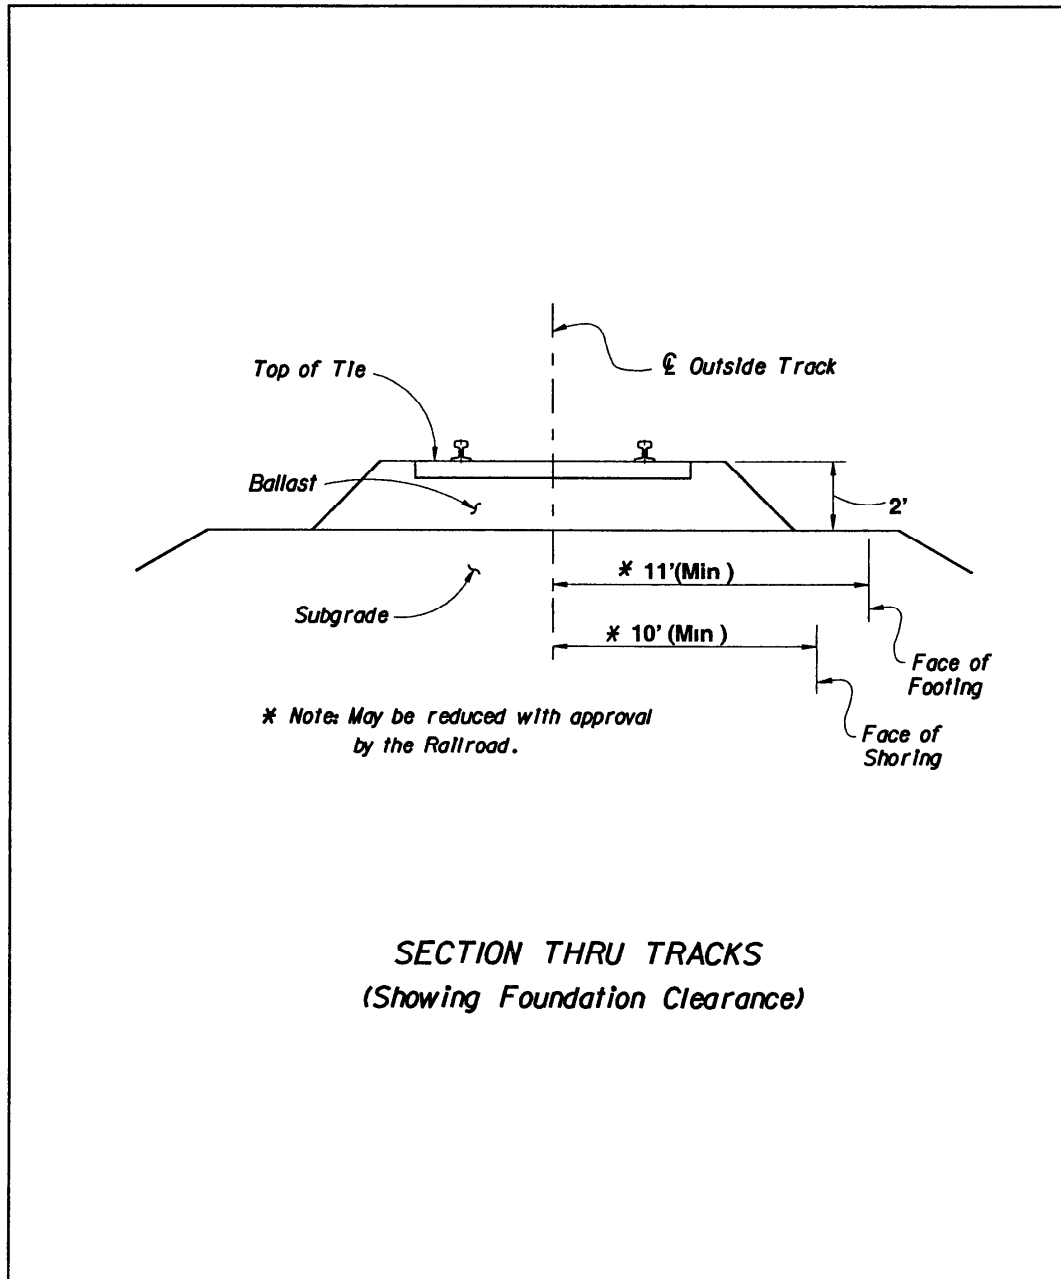 ℄ Outside Track
Top of Tie
Ballast
2'
* 11'(Min )
Subgrade
* 10' (Min )
Face of
Footing
* Note: May be reduced with approval
by the Railroad.
Face of
Shoring
SECTION THRU TRACKS
(Showing Foundation Clearance)